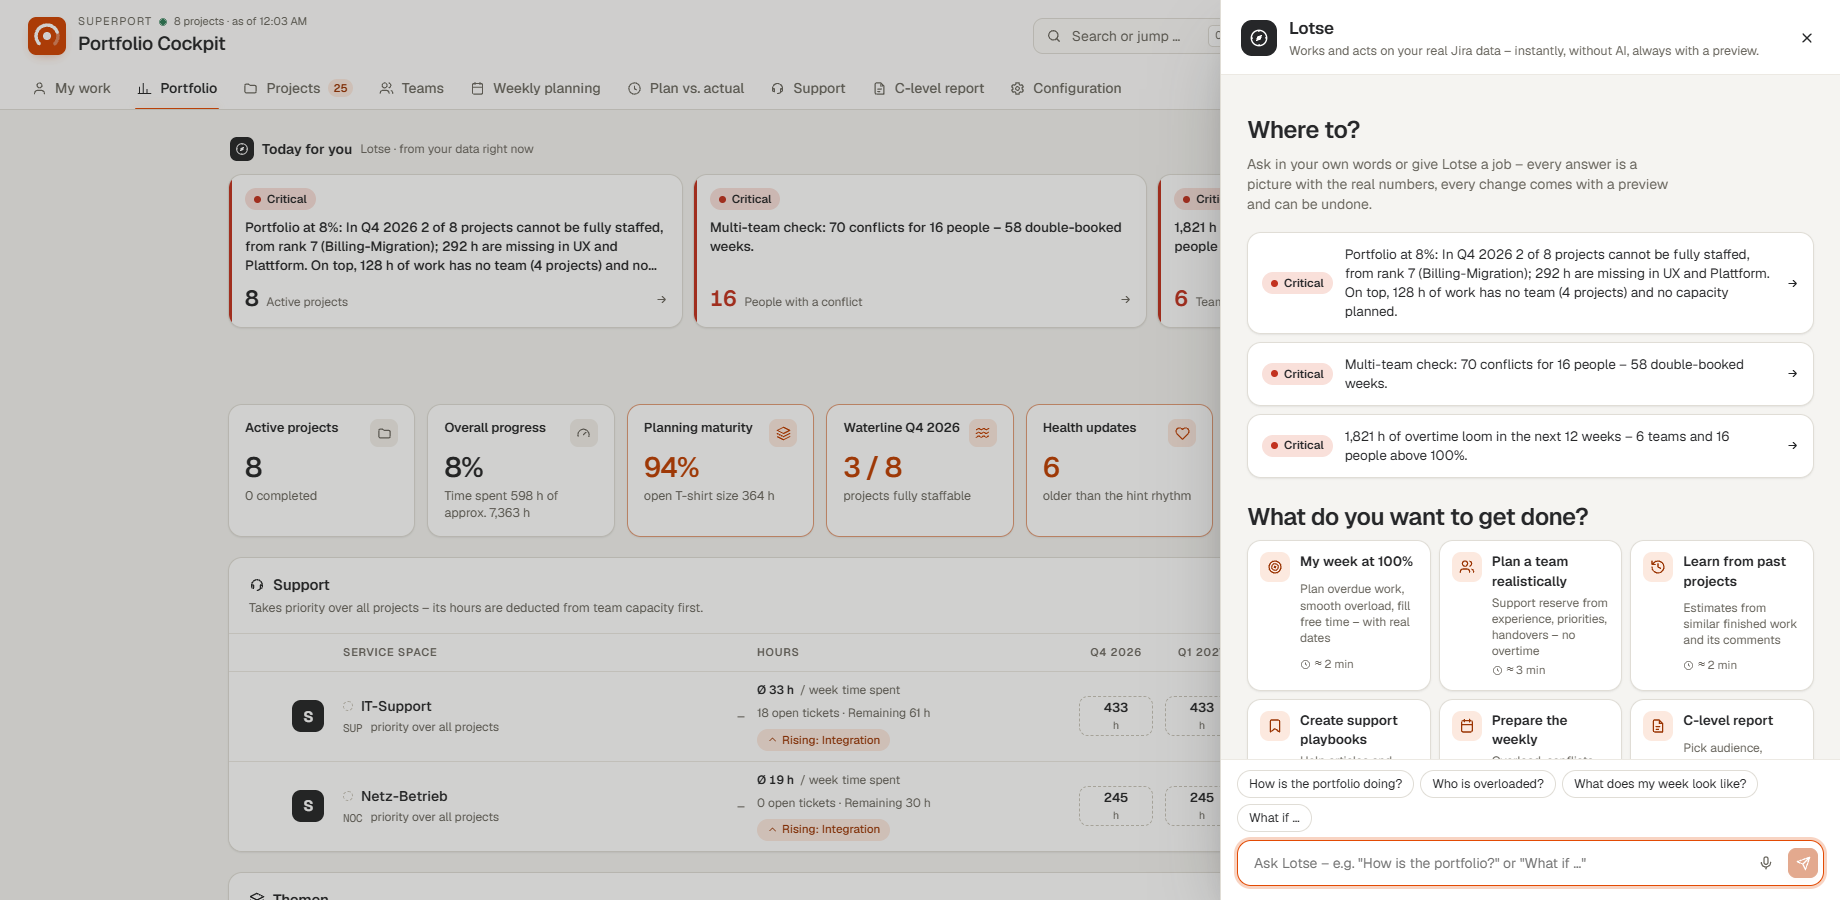 SUPERPORT 8 projects · as of 12:03 AM
Portfolio Cockpit
Search or jump ...
My work Portfolio Projects 25 Teams Weekly planning Plan vs. actual Support C-level report Configuration
Today for you Lotse · from your data right now
Critical
Portfolio at 8%: In Q4 2026 2 of 8 projects cannot be fully staffed,
from rank 7 (Billing-Migration); 292 h are missing in UX and
Plattform. On top, 128 h of work has no team (4 projects) and no...
8 Active projects →
Critical
Multi-team check: 70 conflicts for 16 people – 58 double-booked
weeks.
16 People with a conflict →
1,821 h
people
6
Active projects
8
0 completed
Overall progress
8%
Time spent 598 h of
approx. 7,363 h
Planning maturity
94%
open T-shirt size 364 h
Waterline Q4 2026
3 / 8
projects fully staffable
Health updates
6
older than the hint rhythm
Support
Takes priority over all projects – its hours are deducted from team capacity first.
SERVICE SPACE HOURS Q4 2026 Q1
S IT-Support
SUP priority over all projects
–
Ø 33 h / week time spent
18 open tickets · Remaining 61 h
Rising: Integration
433 h
433 h
S Netz-Betrieb
NOC priority over all projects
–
Ø 19 h / week time spent
0 open tickets · Remaining 30 h
Rising: Integration
245 h
245 h
Themen
Lotse
Works and acts on your real Jira data – instantly, without AI, always with a preview.
Where to?
Ask in your own words or give Lotse a job – every answer is a
picture with the real numbers, every change comes with a preview
and can be undone.
Critical
Portfolio at 8%: In Q4 2026 2 of 8 projects cannot be fully staffed,
from rank 7 (Billing-Migration); 292 h are missing in UX and Plattform.
On top, 128 h of work has no team (4 projects) and no capacity
planned.
→
Critical
Multi-team check: 70 conflicts for 16 people – 58 double-booked
weeks.
→
Critical
1,821 h of overtime loom in the next 12 weeks – 6 teams and 16
people above 100%.
→
What do you want to get done?
My week at 100%
Plan overdue work,
smooth overload, fill
free time – with real
dates
≈ 2 min
Plan a team
realistically
Support reserve from
experience, priorities,
handovers – no
overtime
≈ 3 min
Learn from past
projects
Estimates from
similar finished work
and its comments
≈ 2 min
Create support
playbooks
Prepare the
weekly
C-level report
Pick audience,
How is the portfolio doing? Who is overloaded? What does my week look like?
What if ...
Ask Lotse – e.g. "How is the portfolio?" or "What if ..."